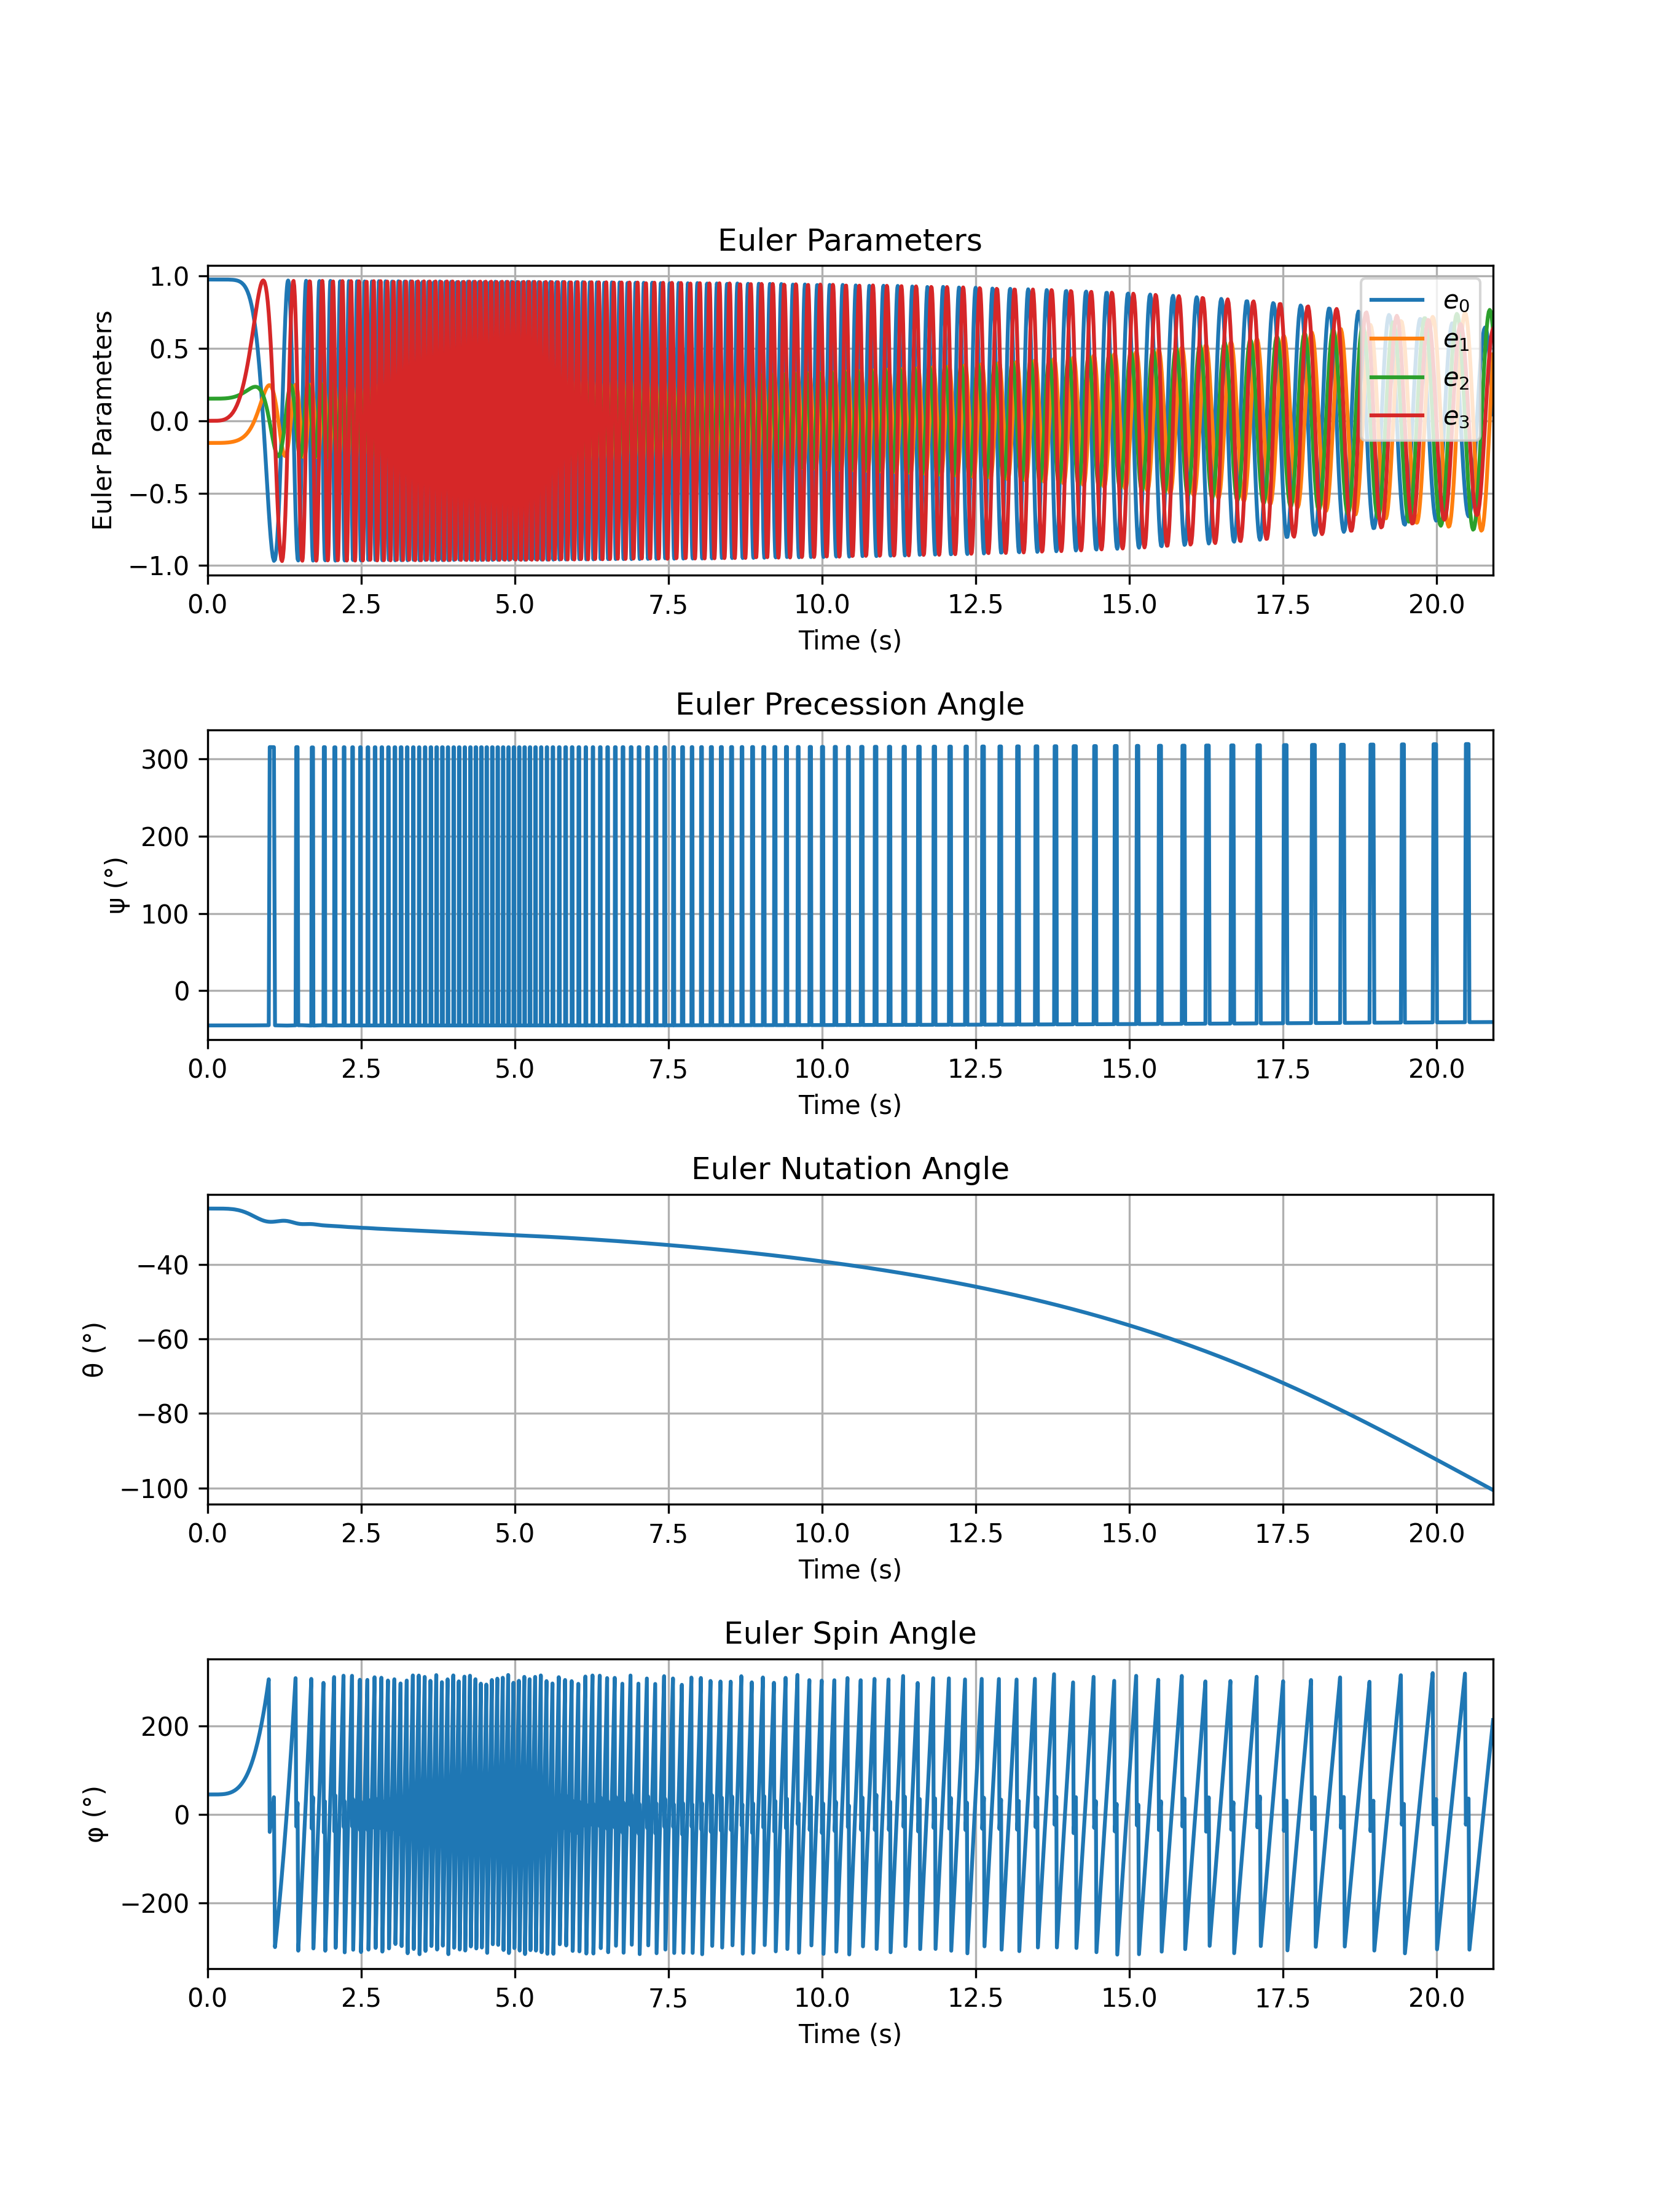 Euler Parameters
Euler Parameters
1.0
0.5
0.0
−0.5
−1.0
e₀
e₁
e₂
e₃
0.0 2.5 5.0 7.5 10.0 12.5 15.0 17.5 20.0
Time (s)
Euler Precession Angle
ψ (°)
300
200
100
0
0.0 2.5 5.0 7.5 10.0 12.5 15.0 17.5 20.0
Time (s)
Euler Nutation Angle
θ (°)
−40
−60
−80
−100
0.0 2.5 5.0 7.5 10.0 12.5 15.0 17.5 20.0
Time (s)
Euler Spin Angle
φ (°)
200
0
−200
0.0 2.5 5.0 7.5 10.0 12.5 15.0 17.5 20.0
Time (s)